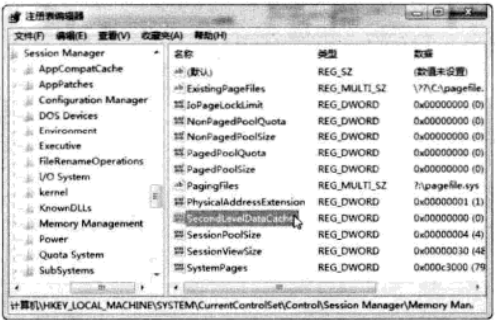 注册表编辑器
文件(F) 编辑(E) 查看(V) 收藏夹(A) 帮助(H)
Session Manager
AppCompatCache
AppPatches
Configuration Manager
DOS Devices
Environment
Executive
FileRenameOperations
I/O System
kernel
KnownDLLs
Memory Management
Power
Quota System
SubSystems
名称 类型 数据
(默认) REG_SZ (数值未设置)
ExistingPageFiles REG_MULTI_SZ \??\C:\pagefile.
IoPageLockLimit REG_DWORD 0x00000000 (0)
NonPagedPoolQuota REG_DWORD 0x00000000 (0)
NonPagedPoolSize REG_DWORD 0x00000000 (0)
PagedPoolQuota REG_DWORD 0x00000000 (0)
PagedPoolSize REG_DWORD 0x00000000 (0)
PagingFiles REG_MULTI_SZ ?:\pagefile.sys
PhysicalAddressExtension REG_DWORD 0x00000001 (1)
SecondLevelDataCache REG_DWORD 0x00000000 (0)
SessionPoolSize REG_DWORD 0x00000004 (4)
SessionViewSize REG_DWORD 0x00000030 (48
SystemPages REG_DWORD 0x000c3000 (79
计算机\HKEY_LOCAL_MACHINE\SYSTEM\CurrentControlSet\Control\Session Manager\Memory Man.